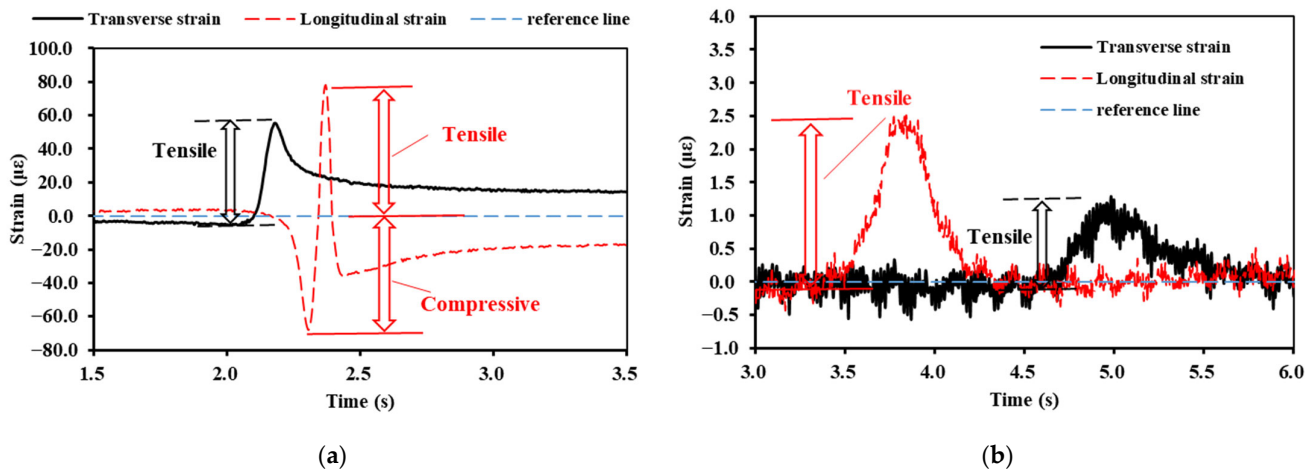 Transverse strain Longitudinal strain reference line
100.0
80.0
60.0
40.0
20.0
0.0
−20.0
−40.0
−60.0
−80.0
Strain (με)
1.5 2.0 2.5 3.0 3.5
Time (s)
Tensile
Tensile
Compressive
(a)
4.0
3.5
3.0
2.5
2.0
1.5
1.0
0.5
0.0
−0.5
−1.0
Strain (με)
3.0 3.5 4.0 4.5 5.0 5.5 6.0
Time (s)
Transverse strain
Longitudinal strain
reference line
Tensile
Tensile
(b)